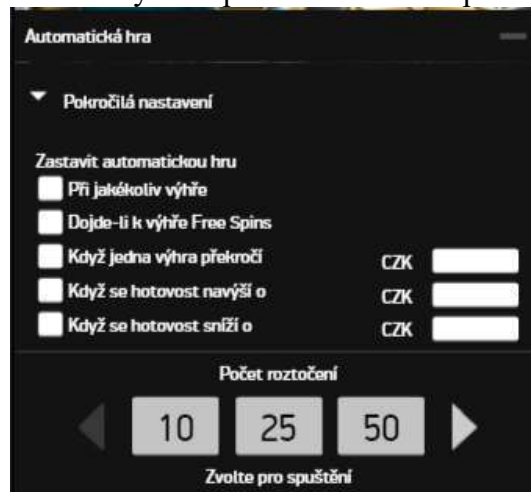 Automatická hra
Pokročilá nastavení
Zastavit automatickou hru
Při jakékoliv výhře
Dojde-li k výhře Free Spins
Když jedna výhra překročí CZK
Když se hotovost navýší o CZK
Když se hotovost sníží o CZK
Počet roztočení
10 25 50
Zvolte pro spuštění